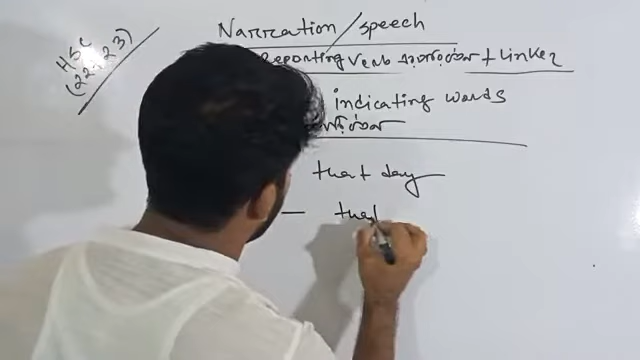 HSC
(22, 23)
Narration/speech
Reporting Verb পরিবর্তন + Linker
indicating words
পরিবর্তন
that day
— that